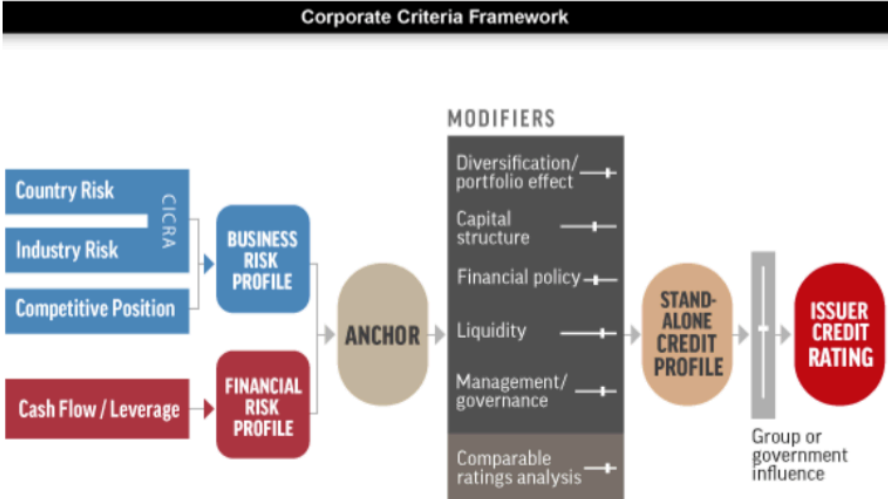 Corporate Criteria Framework
MODIFIERS
Country Risk
Industry Risk
CICRA
Competitive Position
Cash Flow / Leverage
BUSINESS
RISK
PROFILE
FINANCIAL
RISK
PROFILE
ANCHOR
Diversification/
portfolio effect
Capital
structure
Financial policy
Liquidity
Management/
governance
Comparable
ratings analysis
STAND-
ALONE
CREDIT
PROFILE
Group or
government
influence
ISSUER
CREDIT
RATING